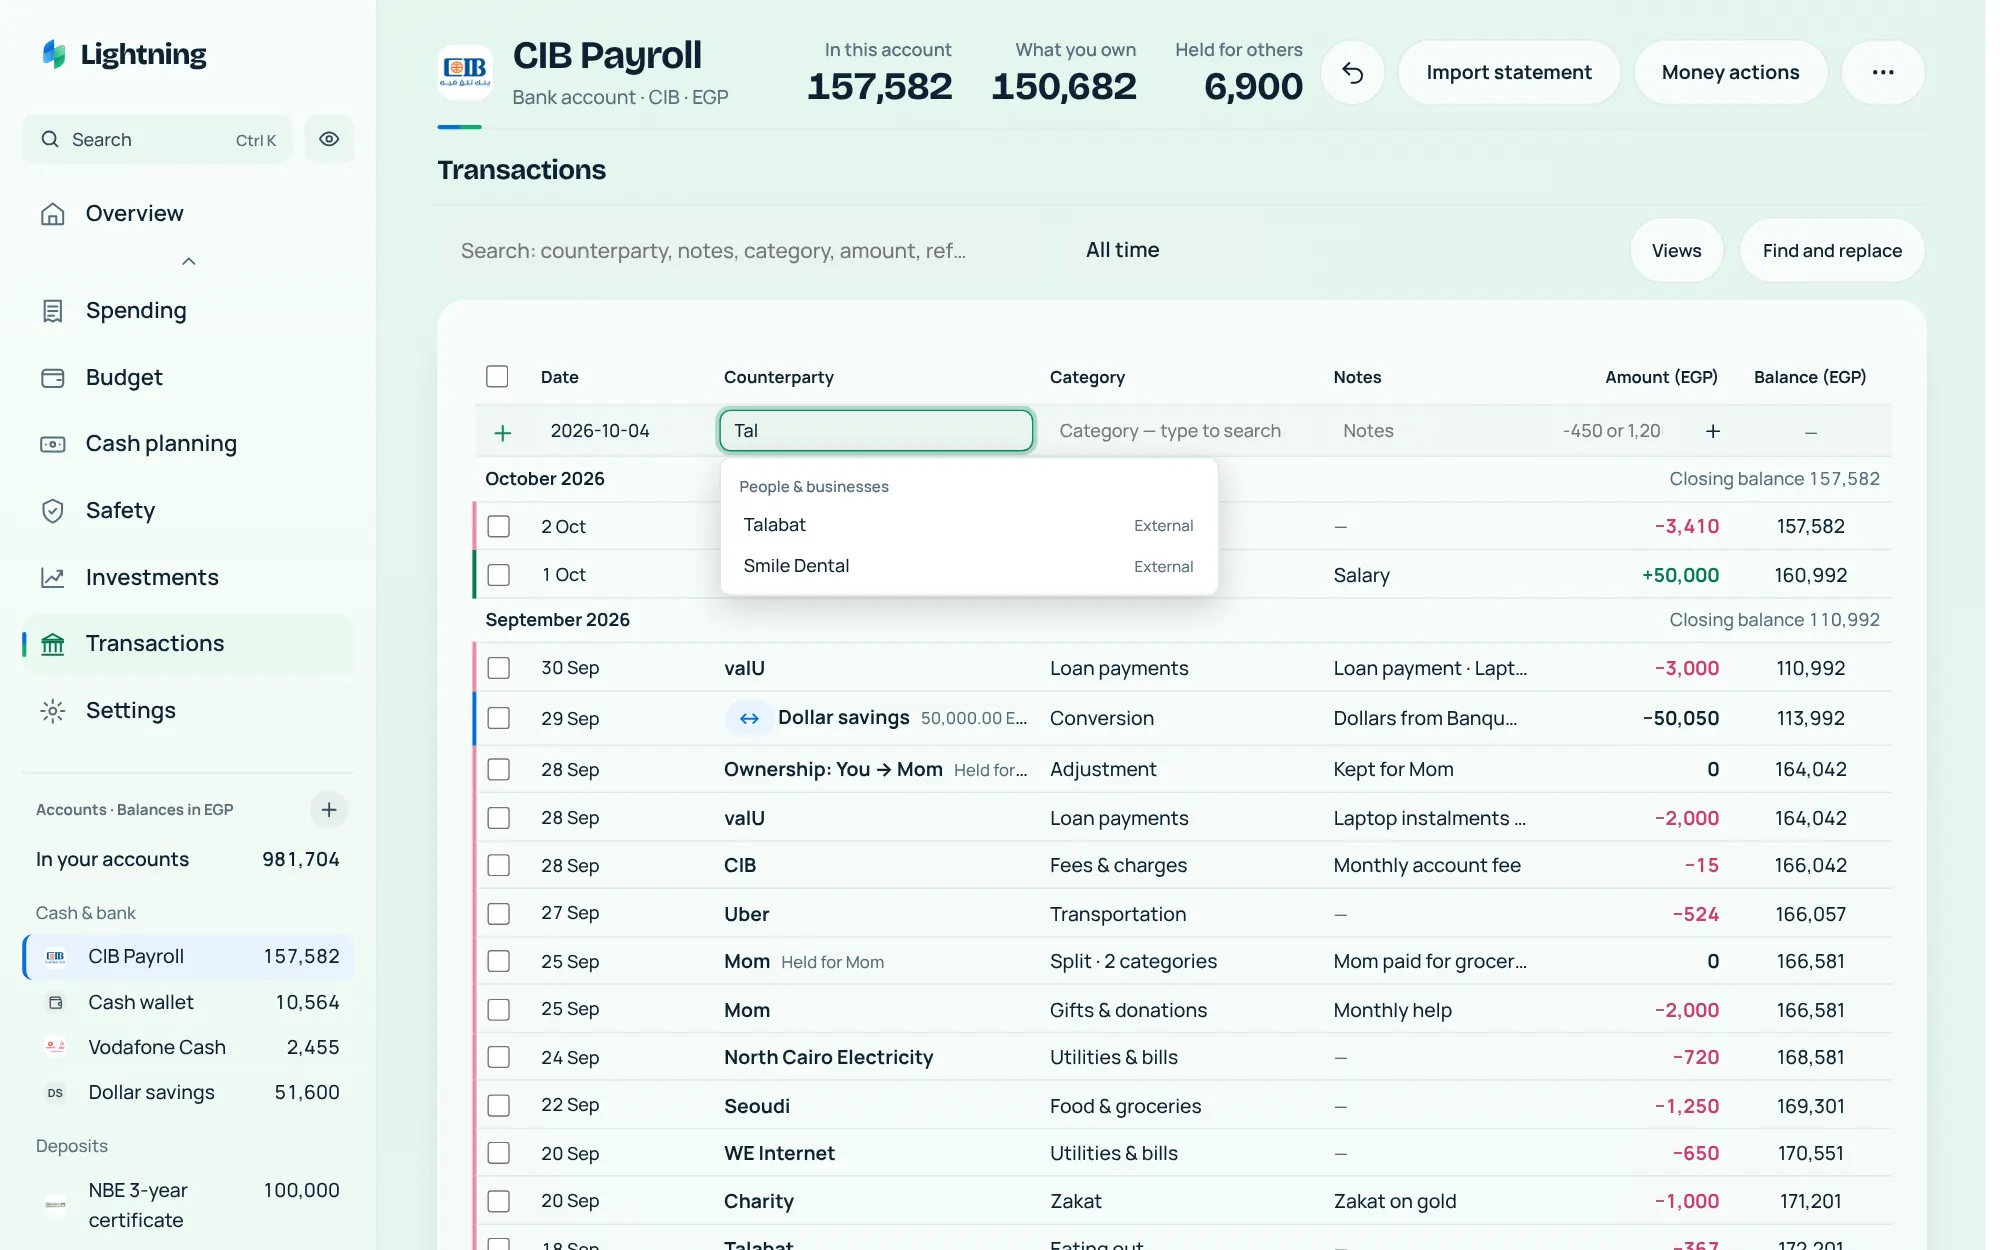 Lightning
Search Ctrl K
Overview
Spending
Budget
Cash planning
Safety
Investments
Transactions
Settings
Accounts · Balances in EGP
In your accounts 981,704
Cash & bank
CIB Payroll 157,582
Cash wallet 10,564
Vodafone Cash 2,455
DS Dollar savings 51,600
Deposits
NBE 3-year certificate 100,000
CIB
بنك تثق فيه
CIB Payroll
Bank account · CIB · EGP
In this account
157,582
What you own
150,682
Held for others
6,900
Import statement
Money actions
Transactions
Search: counterparty, notes, category, amount, ref...
All time
Views
Find and replace
Date Counterparty Category Notes Amount (EGP) Balance (EGP)
2026-10-04 Tal Category — type to search Notes -450 or 1,20 + —
People & businesses
Talabat External
Smile Dental External
October 2026 Closing balance 157,582
2 Oct — −3,410 157,582
1 Oct Salary +50,000 160,992
September 2026 Closing balance 110,992
30 Sep valU Loan payments Loan payment · Lapt... −3,000 110,992
29 Sep ↔ Dollar savings 50,000.00 E... Conversion Dollars from Banqu... −50,050 113,992
28 Sep Ownership: You → Mom Held for... Adjustment Kept for Mom 0 164,042
28 Sep valU Loan payments Laptop instalments ... −2,000 164,042
28 Sep CIB Fees & charges Monthly account fee −15 166,042
27 Sep Uber Transportation — −524 166,057
25 Sep Mom Held for Mom Split · 2 categories Mom paid for grocer... 0 166,581
25 Sep Mom Gifts & donations Monthly help −2,000 166,581
24 Sep North Cairo Electricity Utilities & bills — −720 168,581
22 Sep Seoudi Food & groceries — −1,250 169,301
20 Sep WE Internet Utilities & bills — −650 170,551
20 Sep Charity Zakat Zakat on gold −1,000 171,201
18 Sep Talabat Eating out −367 172,201